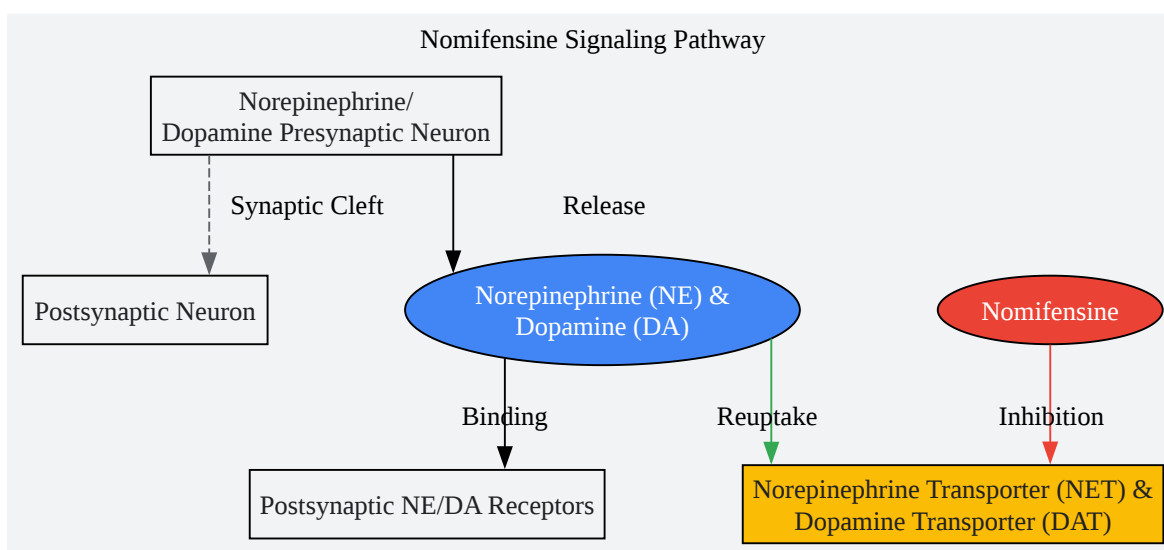 Nomifensine Signaling Pathway
Norepinephrine/
Dopamine Presynaptic Neuron
Synaptic Cleft
Release
Postsynaptic Neuron
Norepinephrine (NE) &
Dopamine (DA)
Nomifensine
Binding
Reuptake
Inhibition
Postsynaptic NE/DA Receptors
Norepinephrine Transporter (NET) &
Dopamine Transporter (DAT)